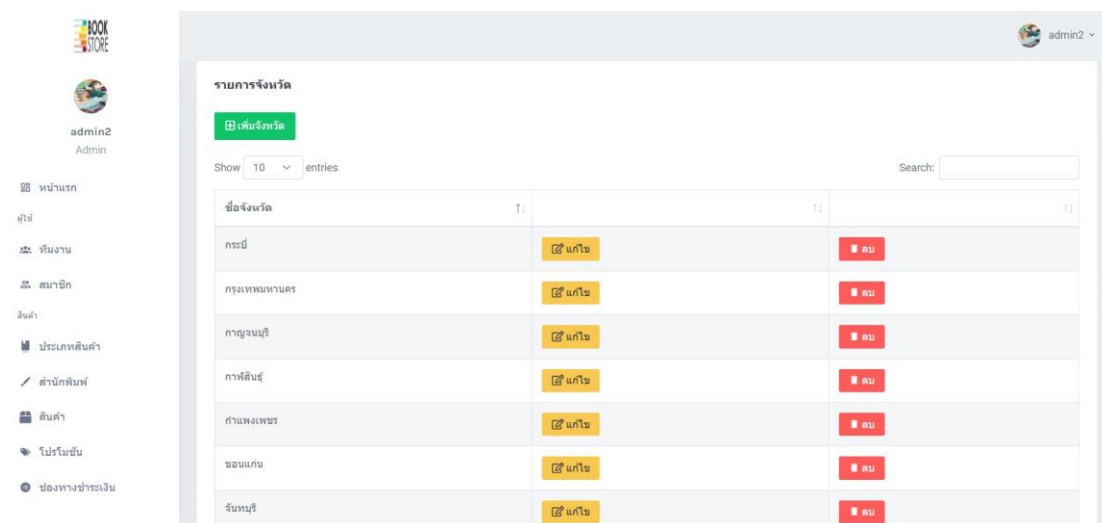 BOOK
STORE
admin2
admin2
Admin
หน้าแรก
ผู้ใช้
ทีมงาน
สมาชิก
สินค้า
ประเภทสินค้า
สำนักพิมพ์
สินค้า
โปรโมชั่น
ช่องทางชำระเงิน
รายการจังหวัด
เพิ่มจังหวัด
Show 10 entries Search:
ชื่อจังหวัด
กระบี่ แก้ไข ลบ
กรุงเทพมหานคร แก้ไข ลบ
กาญจนบุรี แก้ไข ลบ
กาฬสินธุ์ แก้ไข ลบ
กำแพงเพชร แก้ไข ลบ
ขอนแก่น แก้ไข ลบ
จันทบุรี แก้ไข ลบ